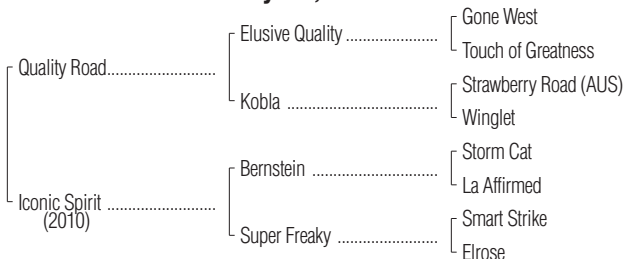 Gone West
Elusive Quality
Touch of Greatness
Quality Road
Strawberry Road (AUS)
Kobla
Winglet
Storm Cat
Bernstein
La Affirmed
Iconic Spirit
(2010)
Smart Strike
Super Freaky
Elrose